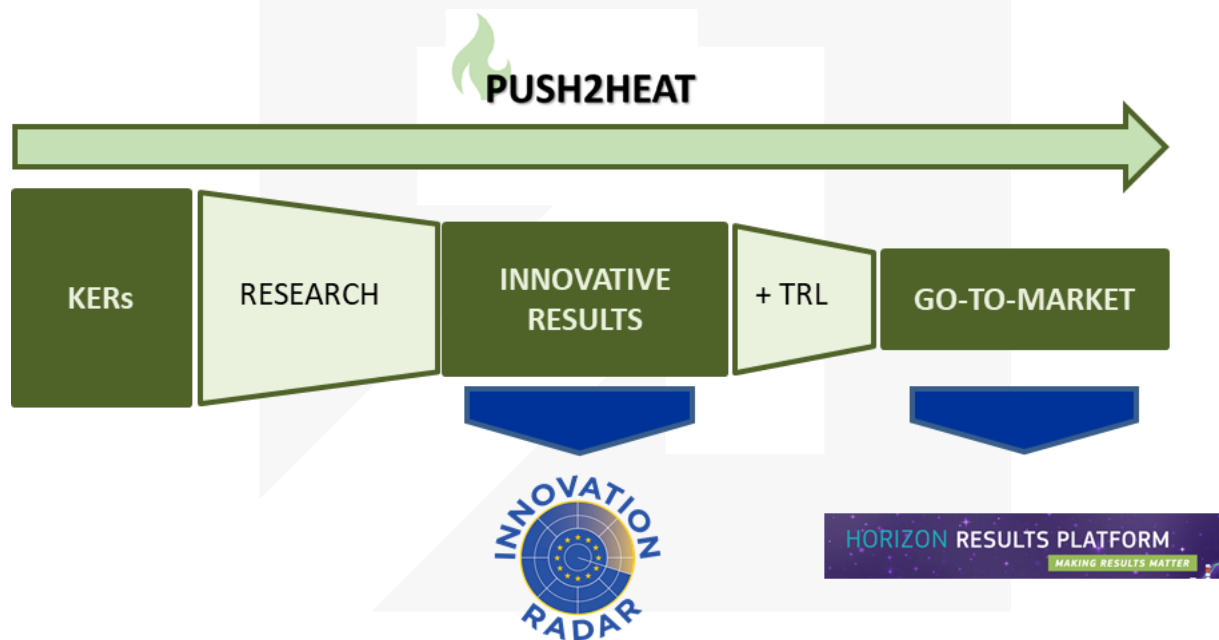 PUSH2HEAT
KERs
RESEARCH
INNOVATIVE
RESULTS
+ TRL
GO-TO-MARKET
INNOVATION
RADAR
HORIZON RESULTS PLATFORM
MAKING RESULTS MATTER